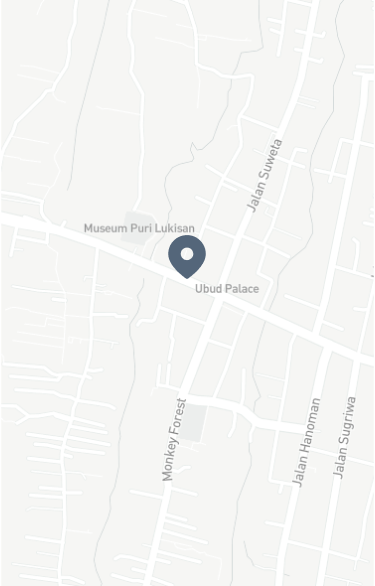 Jalan Suweta
Museum Puri Lukisan
Ubud Palace
Monkey Forest
Jalan Hanoman
Jalan Sugriwa